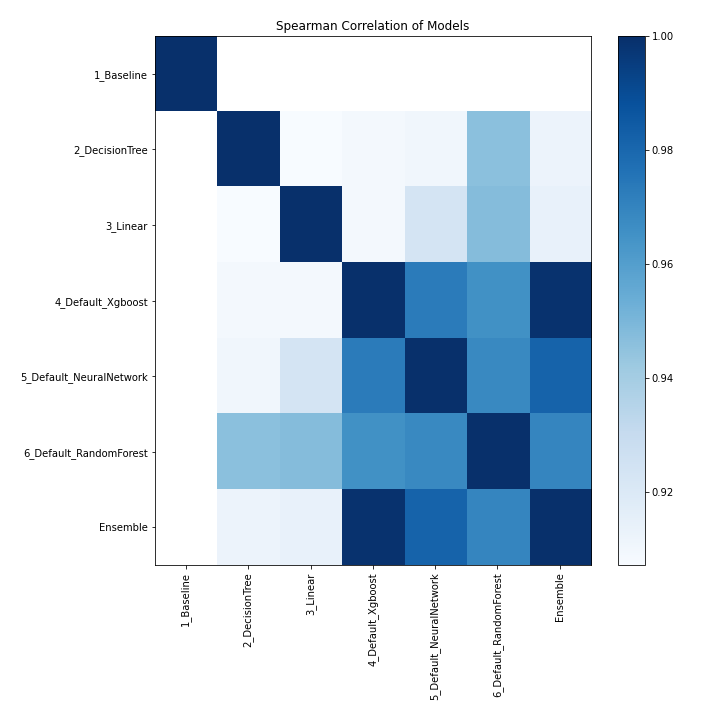 Spearman Correlation of Models
1_Baseline
2_DecisionTree
3_Linear
4_Default_Xgboost
5_Default_NeuralNetwork
6_Default_RandomForest
Ensemble
1_Baseline
2_DecisionTree
3_Linear
4_Default_Xgboost
5_Default_NeuralNetwork
6_Default_RandomForest
Ensemble
1.00
0.98
0.96
0.94
0.92